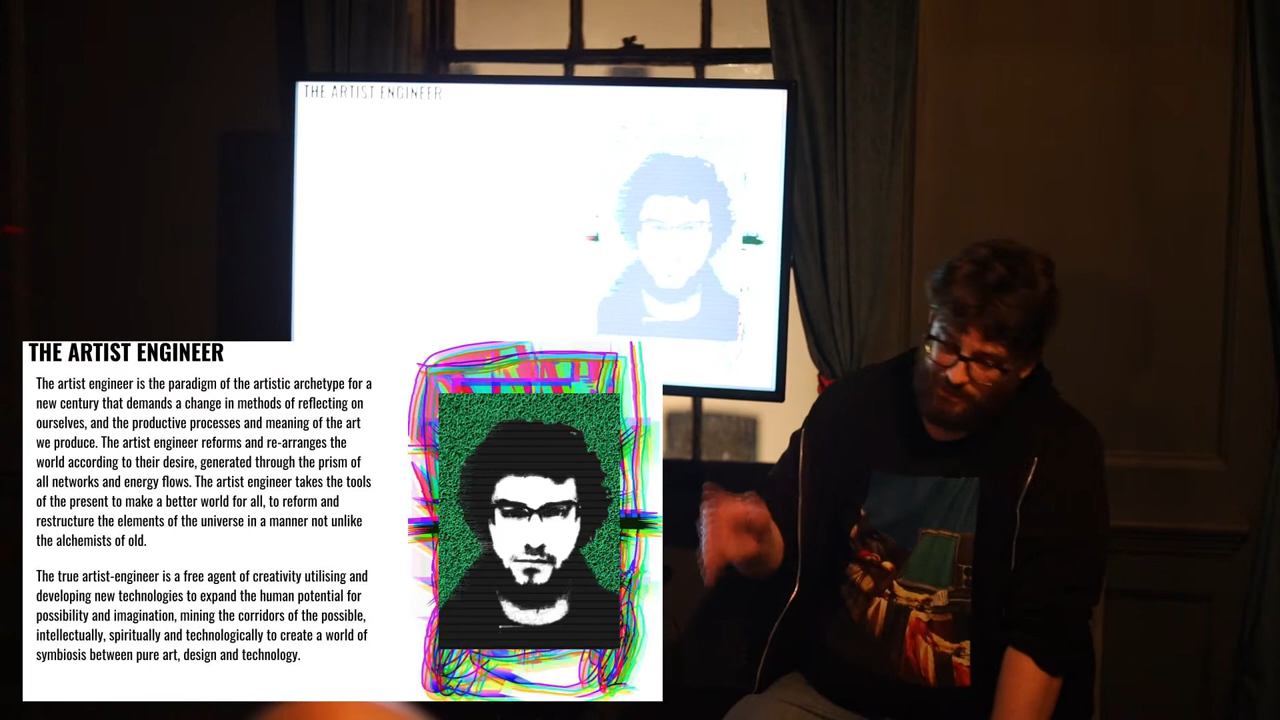 THE ARTIST ENGINEER
THE ARTIST ENGINEER
The artist engineer is the paradigm of the artistic archetype for a
new century that demands a change in methods of reflecting on
ourselves, and the productive processes and meaning of the art
we produce. The artist engineer reforms and re-arranges the
world according to their desire, generated through the prism of
all networks and energy flows. The artist engineer takes the tools
of the present to make a better world for all, to reform and
restructure the elements of the universe in a manner not unlike
the alchemists of old.
The true artist-engineer is a free agent of creativity utilising and
developing new technologies to expand the human potential for
possibility and imagination, mining the corridors of the possible,
intellectually, spiritually and technologically to create a world of
symbiosis between pure art, design and technology.